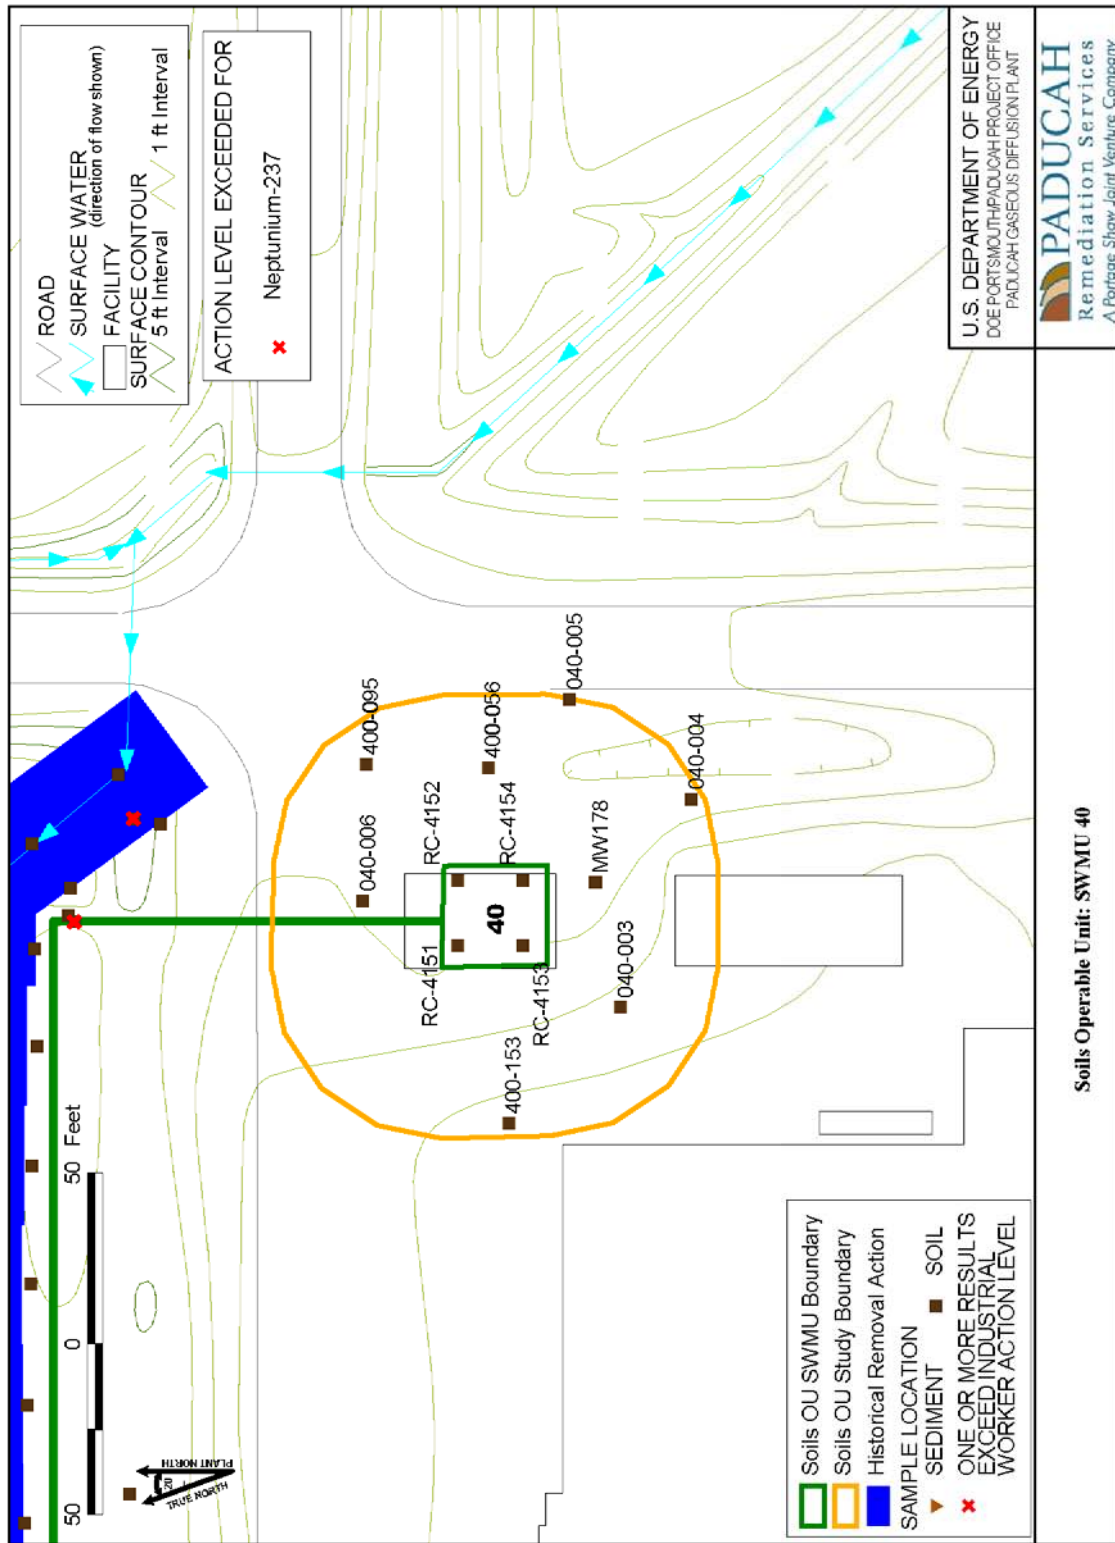 ROAD
SURFACE WATER
(direction of flow shown)
FACILITY
SURFACE CONTOUR
5 ft Interval 1 ft Interval
ACTION LEVEL EXCEEDED FOR
Neptunium-237
50 0 50 Feet
TRUE NORTH
20
PLANT NORTH
040-006
400-095
RC-4151
RC-4152
400-056
400-153
40
RC-4153
RC-4154
040-005
040-003
MW178
040-004
Soils OU SWMU Boundary
Soils OU Study Boundary
Historical Removal Action
SAMPLE LOCATION
SEDIMENT SOIL
ONE OR MORE RESULTS
EXCEED INDUSTRIAL
WORKER ACTION LEVEL
U.S. DEPARTMENT OF ENERGY
DOE PORTSMOUTH/PADUCAH PROJECT OFFICE
PADUCAH GASEOUS DIFFUSION PLANT
PADUCAH
Remediation Services
A Portage Shaw Joint Venture Company
Soils Operable Unit: SWMU 40